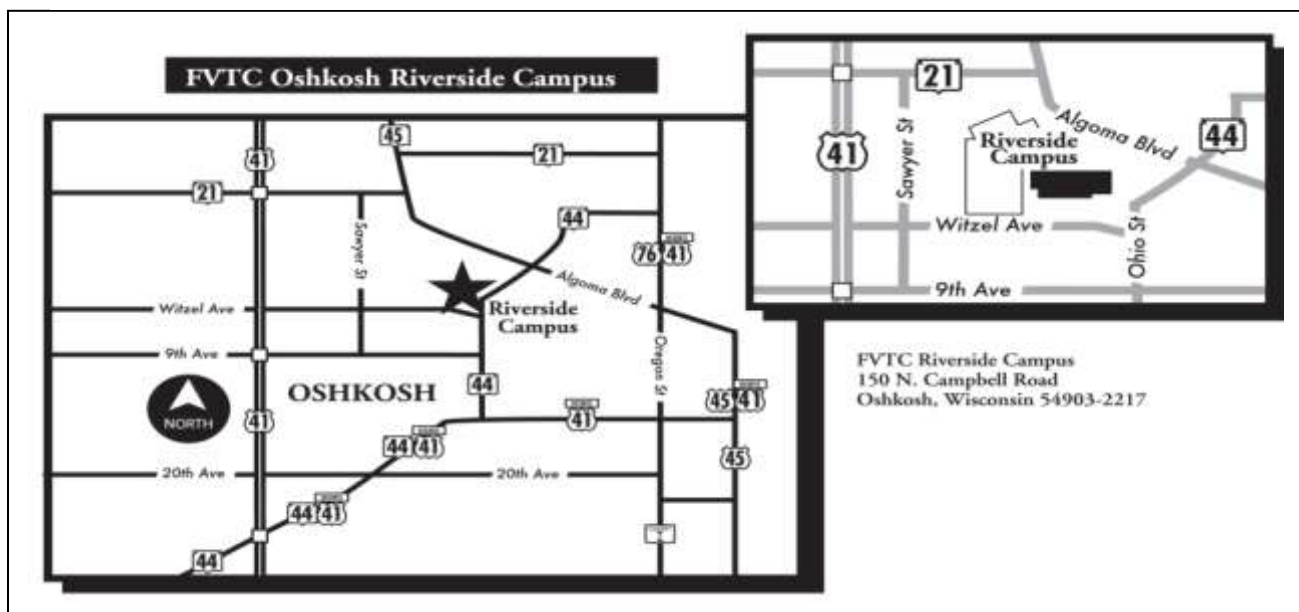 FVTC Oshkosh Riverside Campus
45
21
41
21
44
Sawyer St
76 41
Algoma Blvd
Witzel Ave
Riverside
Campus
9th Ave
Oregon St
OSHKOSH
44
45 41
NORTH
41
41
44 41
20th Ave
20th Ave
45
44 41
44
21
41
Sawyer St
Riverside
Campus
Algoma Blvd
44
Witzel Ave
Ohio St
9th Ave
FVTC Riverside Campus
150 N. Campbell Road
Oshkosh, Wisconsin 54903-2217